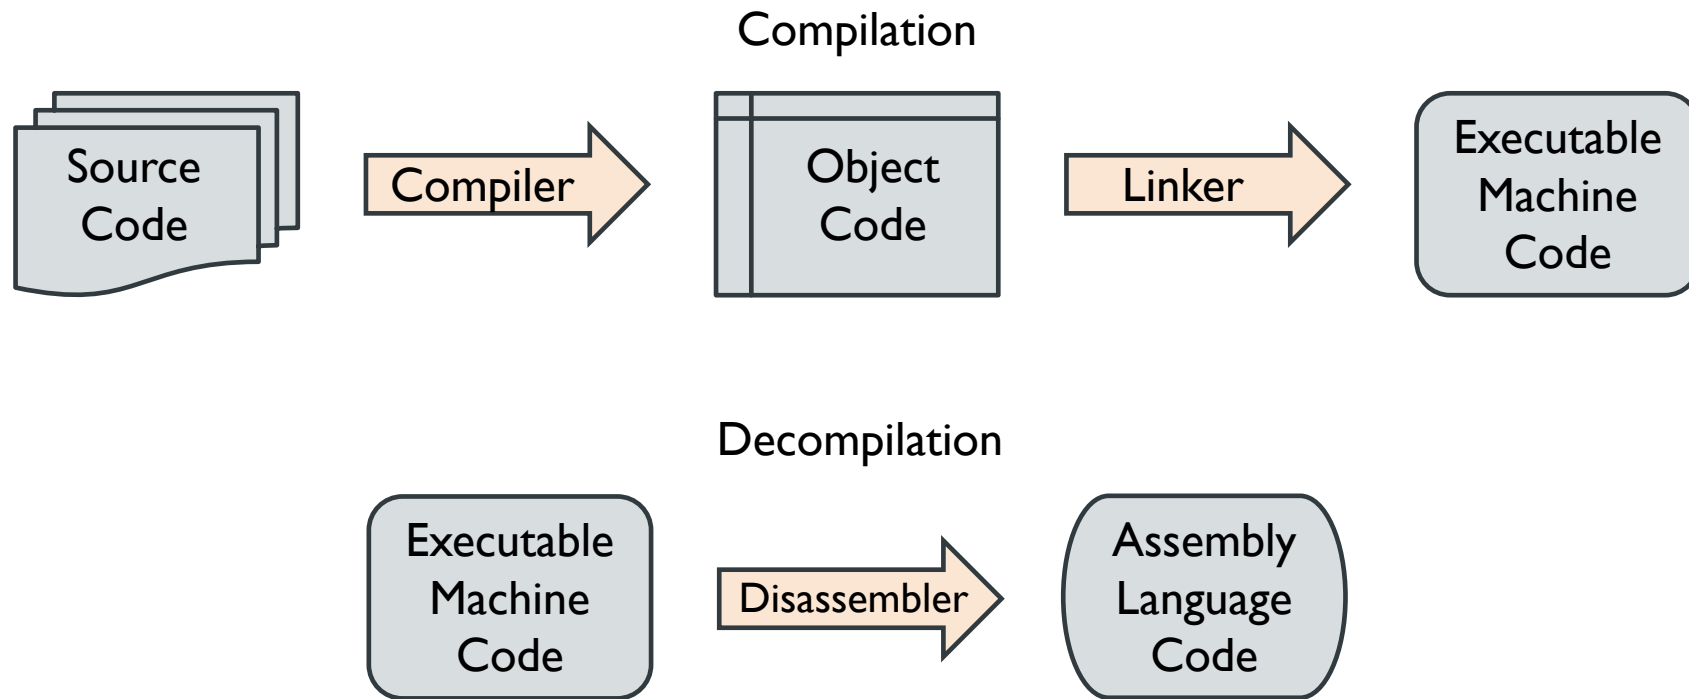 Compilation
Source
Code
Compiler
Object
Code
Linker
Executable
Machine
Code
Decompilation
Executable
Machine
Code
Disassembler
Assembly
Language
Code